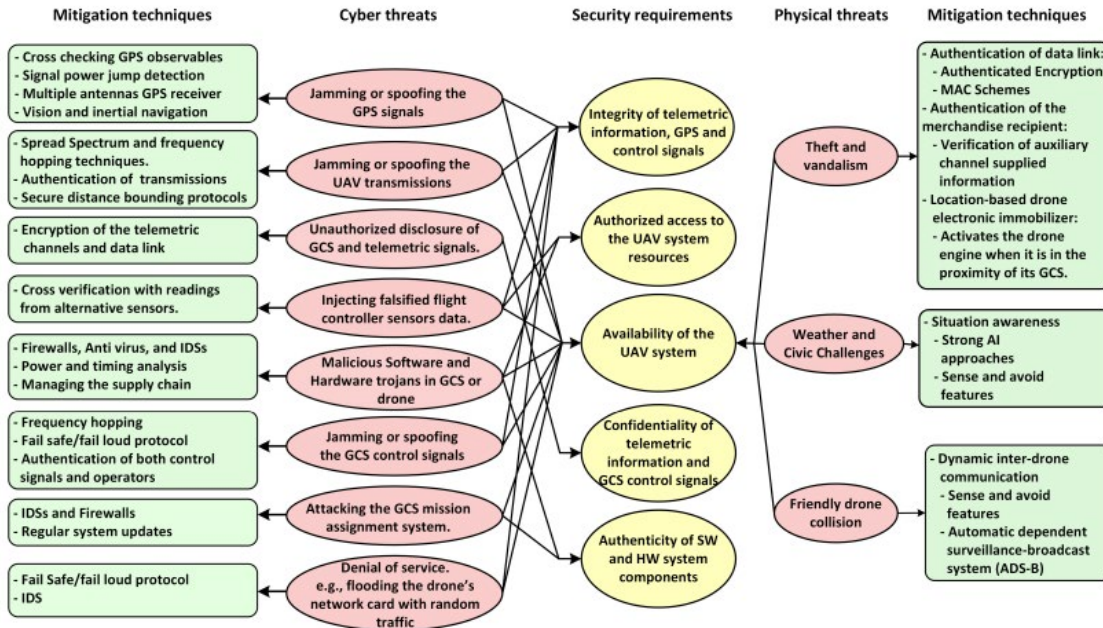 Mitigation techniques
Cyber threats
Security requirements
Physical threats
Mitigation techniques
- Cross checking GPS observables
- Signal power jump detection
- Multiple antennas GPS receiver
- Vision and inertial navigation
- Spread Spectrum and frequency
hopping techniques.
- Authentication of transmissions
- Secure distance bounding protocols
- Encryption of the telemetric
channels and data link
- Cross verification with readings
from alternative sensors.
- Firewalls, Anti virus, and IDSs
- Power and timing analysis
- Managing the supply chain
- Frequency hopping
- Fail safe/fail loud protocol
- Authentication of both control
signals and operators
- IDSs and Firewalls
- Regular system updates
- Fail Safe/fail loud protocol
- IDS
Jamming or spoofing the
GPS signals
Jamming or spoofing the
UAV transmissions
Unauthorized disclosure of
GCS and telemetric signals.
Injecting falsified flight
controller sensors data.
Malicious Software and
Hardware trojans in GCS or
drone
Jamming or spoofing
the GCS control signals
Attacking the GCS mission
assignment system.
Denial of service.
e.g., flooding the drone's
network card with random
traffic
Integrity of telemetric
information, GPS and
control signals
Authorized access to
the UAV system
resources
Availability of the
UAV system
Confidentiality of
telemetric
information and
GCS control signals
Authenticity of SW
and HW system
components
Theft and
vandalism
Weather and
Civic Challenges
Friendly drone
collision
- Authentication of data link:
- Authenticated Encryption
- MAC Schemes
- Authentication of the
merchandise recipient:
- Verification of auxiliary
channel supplied
information
- Location-based drone
electronic immobilizer:
- Activates the drone
engine when it is in the
proximity of its GCS.
- Situation awareness
- Strong AI
approaches
- Sense and avoid
features
- Dynamic inter-drone
communication
- Sense and avoid
features
- Automatic dependent
surveillance-broadcast
system (ADS-B)